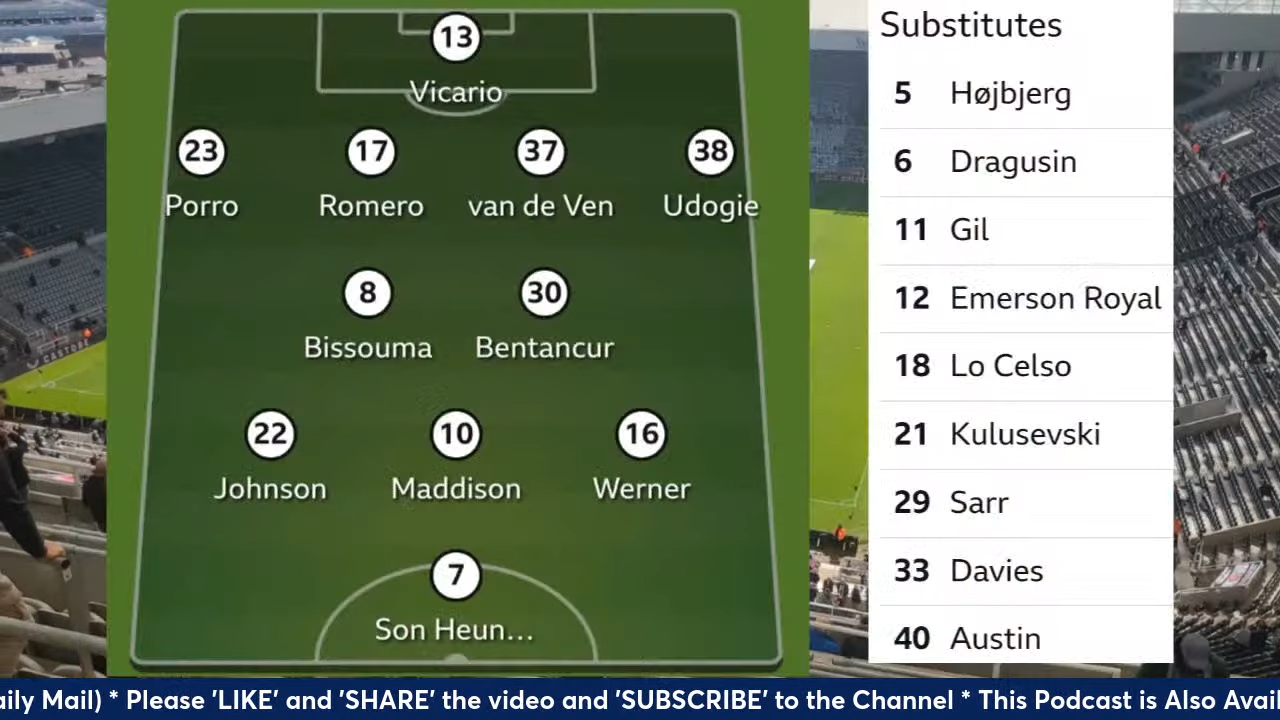 13
Vicario
23
17
37
38
Porro
Romero
van de Ven
Udogie
8
30
Bissouma
Bentancur
22
10
16
Johnson
Maddison
Werner
7
Son Heun...
Substitutes
5 Højbjerg
6 Dragusin
11 Gil
12 Emerson Royal
18 Lo Celso
21 Kulusevski
29 Sarr
33 Davies
40 Austin
CASTORE
aily Mail) * Please 'LIKE' and 'SHARE' the video and 'SUBSCRIBE' to the Channel * This Podcast is Also Avai